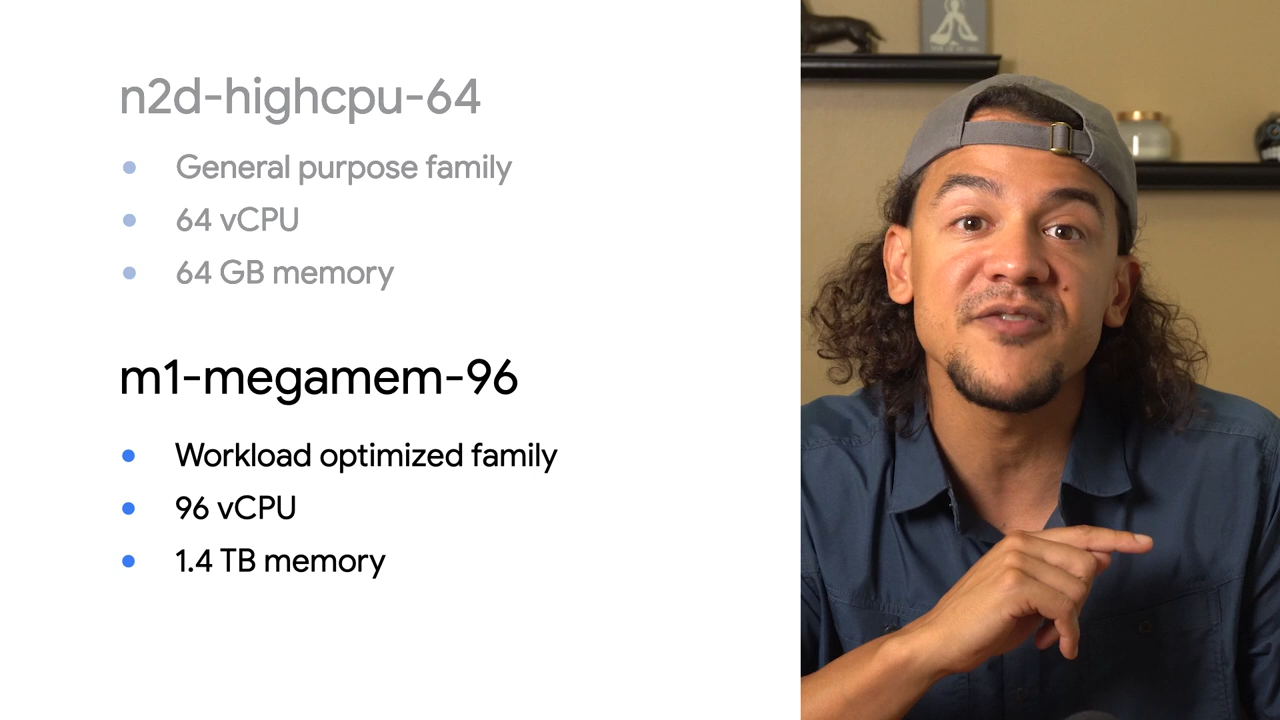 n2d-highcpu-64
General purpose family
64 vCPU
64 GB memory
m1-megamem-96
Workload optimized family
96 vCPU
1.4 TB memory